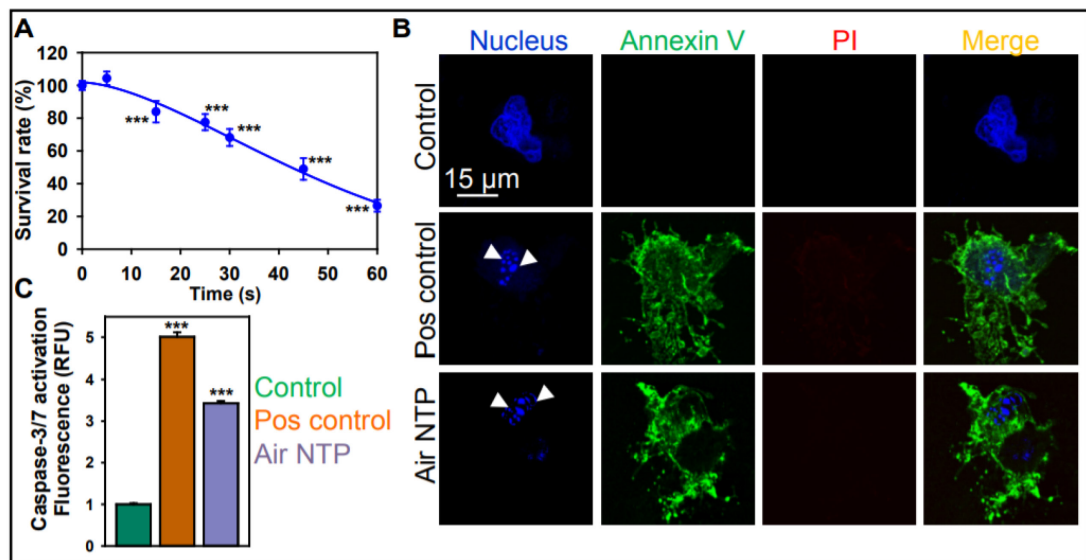 A
Survival rate (%)
120
100
80
60
40
20
0
***
***
***
***
***
0 10 20 30 40 50 60
Time (s)
B
Nucleus Annexin V PI Merge
Control
15 μm
Pos control
Air NTP
C
Caspase-3/7 activation
Fluorescence (RFU)
5
4
3
2
1
0
***
***
Control
Pos control
Air NTP